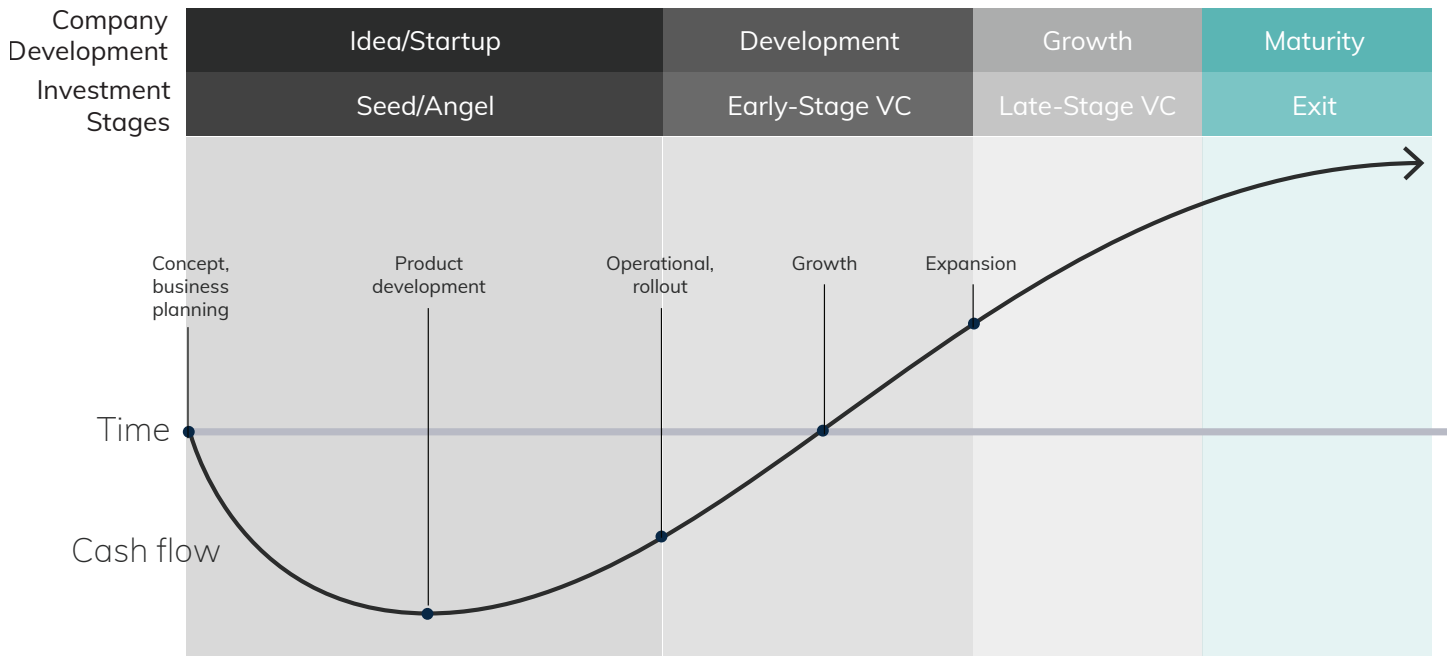 Company
Development
Idea/Startup
Development
Growth
Maturity
Investment
Stages
Seed/Angel
Early-Stage VC
Late-Stage VC
Exit
Concept,
business
planning
Product
development
Operational,
rollout
Growth
Expansion
Time
Cash flow